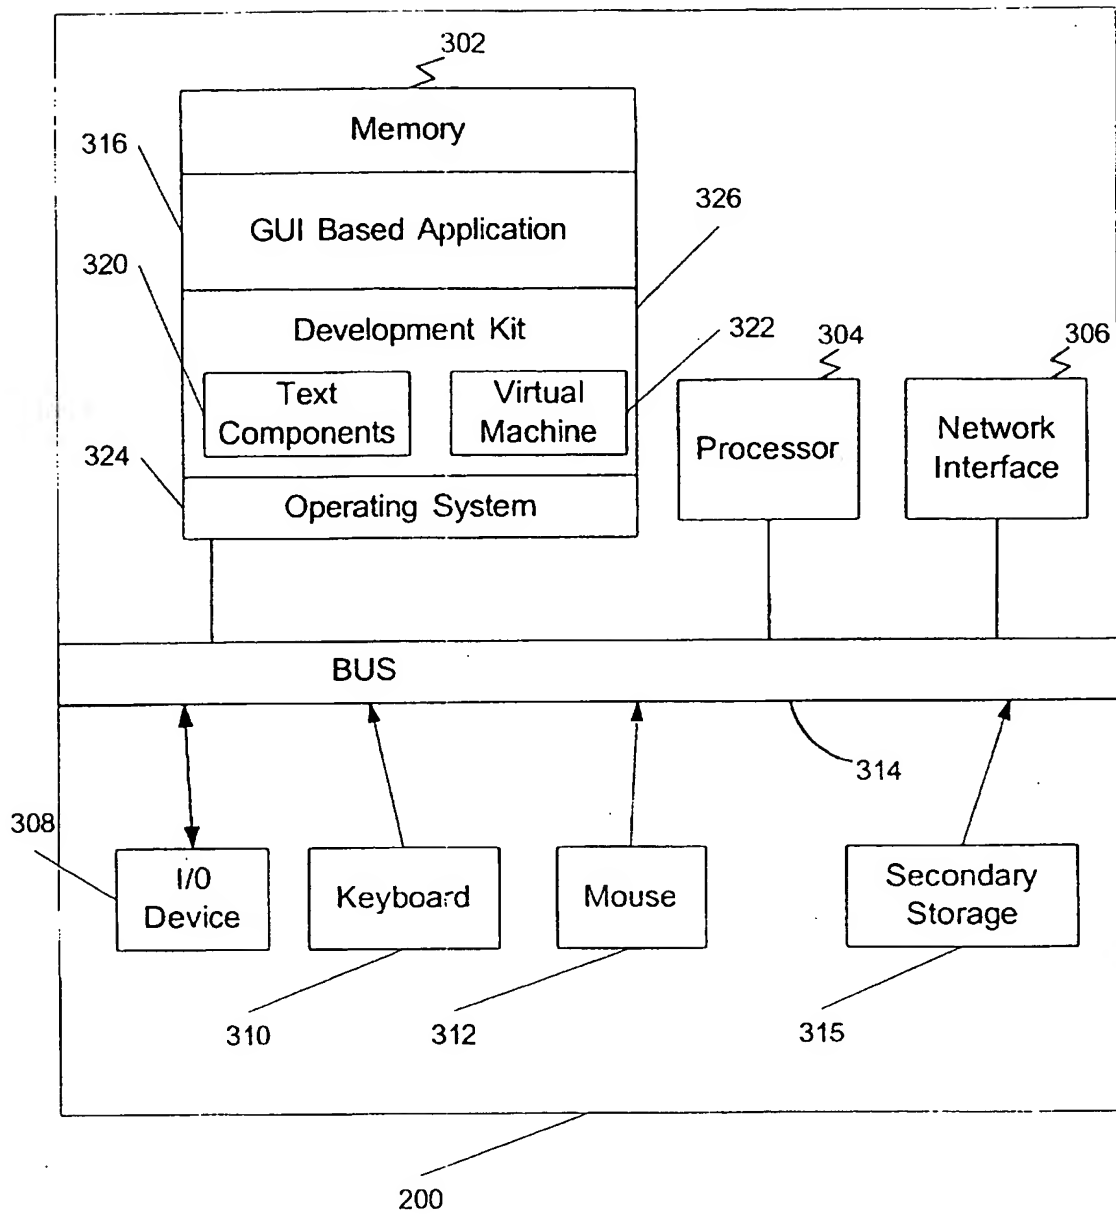 302
Memory
316
GUI Based Application
326
320
Development Kit
322
304
306
Text
Components
Virtual
Machine
Processor
Network
Interface
324
Operating System
BUS
314
308
I/0
Device
Keyboard
Mouse
Secondary
Storage
310
312
315
200